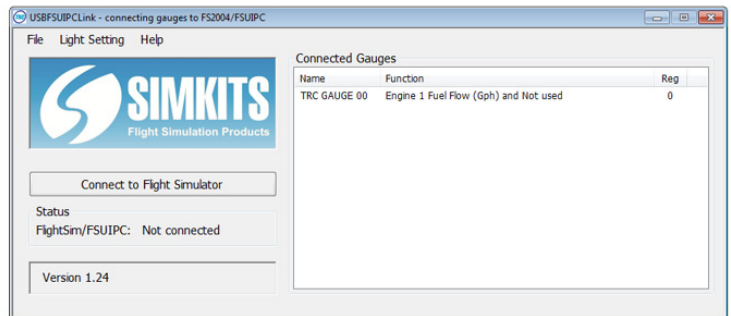 USBFSUIPCLink - connecting gauges to FS2004/FSUIPC
File Light Setting Help
SIMKITS
Flight Simulation Products
Connect to Flight Simulator
Status
FlightSim/FSUIPC: Not connected
Version 1.24
Connected Gauges
Name Function Reg
TRC GAUGE 00 Engine 1 Fuel Flow (Gph) and Not used 0